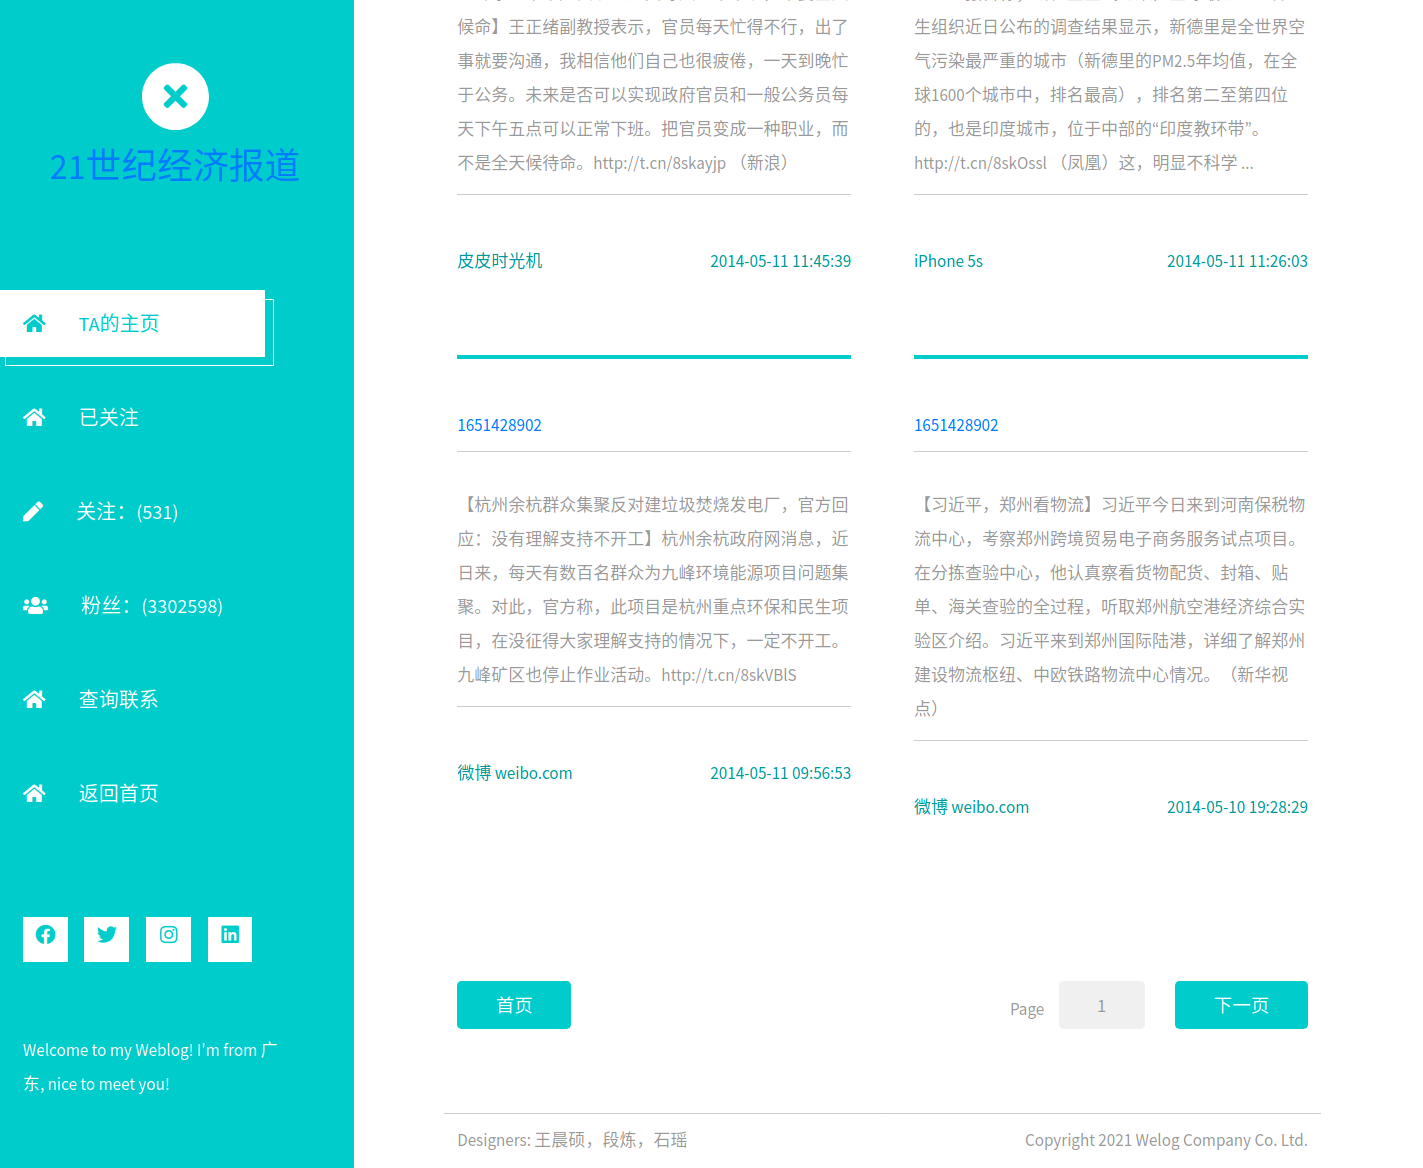 21世纪经济报道
TA的主页
已关注
关注：(531)
粉丝：(3302598)
查询联系
返回首页
Welcome to my Weblog! I'm from 广
东, nice to meet you!
候命】王正绪副教授表示，官员每天忙得不行，出了
事就要沟通，我相信他们自己也很疲倦，一天到晚忙
于公务。未来是否可以实现政府官员和一般公务员每
天下午五点可以正常下班。把官员变成一种职业，而
不是全天候待命。http://t.cn/8skayjp （新浪）
皮皮时光机 2014-05-11 11:45:39
生组织近日公布的调查结果显示，新德里是全世界空
气污染最严重的城市（新德里的PM2.5年均值，在全
球1600个城市中，排名最高），排名第二至第四位
的，也是印度城市，位于中部的“印度教环带”。
http://t.cn/8skOssl （凤凰）这，明显不科学 ...
iPhone 5s 2014-05-11 11:26:03
1651428902
【杭州余杭群众集聚反对建垃圾焚烧发电厂，官方回
应：没有理解支持不开工】杭州余杭政府网消息，近
日来，每天有数百名群众为九峰环境能源项目问题集
聚。对此，官方称，此项目是杭州重点环保和民生项
目，在没征得大家理解支持的情况下，一定不开工。
九峰矿区也停止作业活动。http://t.cn/8skVBlS
微博 weibo.com 2014-05-11 09:56:53
1651428902
【习近平，郑州看物流】习近平今日来到河南保税物
流中心，考察郑州跨境贸易电子商务服务试点项目。
在分拣查验中心，他认真察看货物配货、封箱、贴
单、海关查验的全过程，听取郑州航空港经济综合实
验区介绍。习近平来到郑州国际陆港，详细了解郑州
建设物流枢纽、中欧铁路物流中心情况。（新华视
点）
微博 weibo.com 2014-05-10 19:28:29
首页 Page 1 下一页
Designers: 王晨硕，段炼，石瑶 Copyright 2021 Welog Company Co. Ltd.